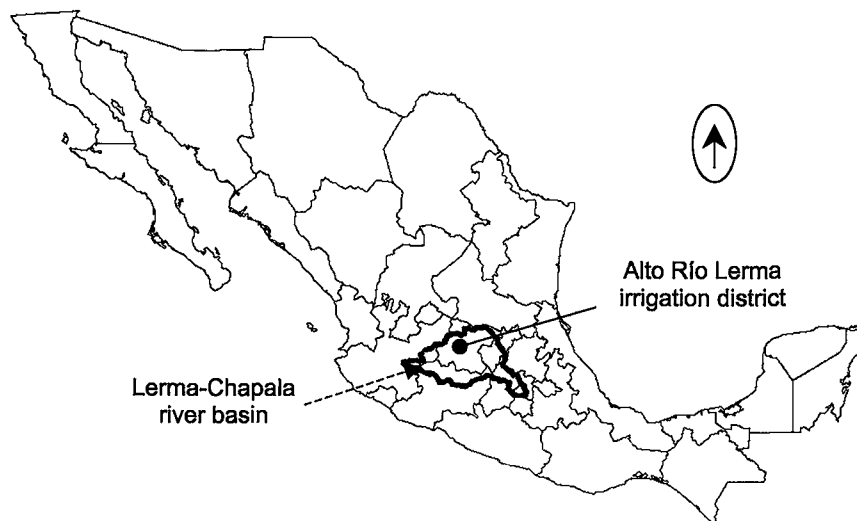 Alto Río Lerma
irrigation district
Lerma-Chapala
river basin